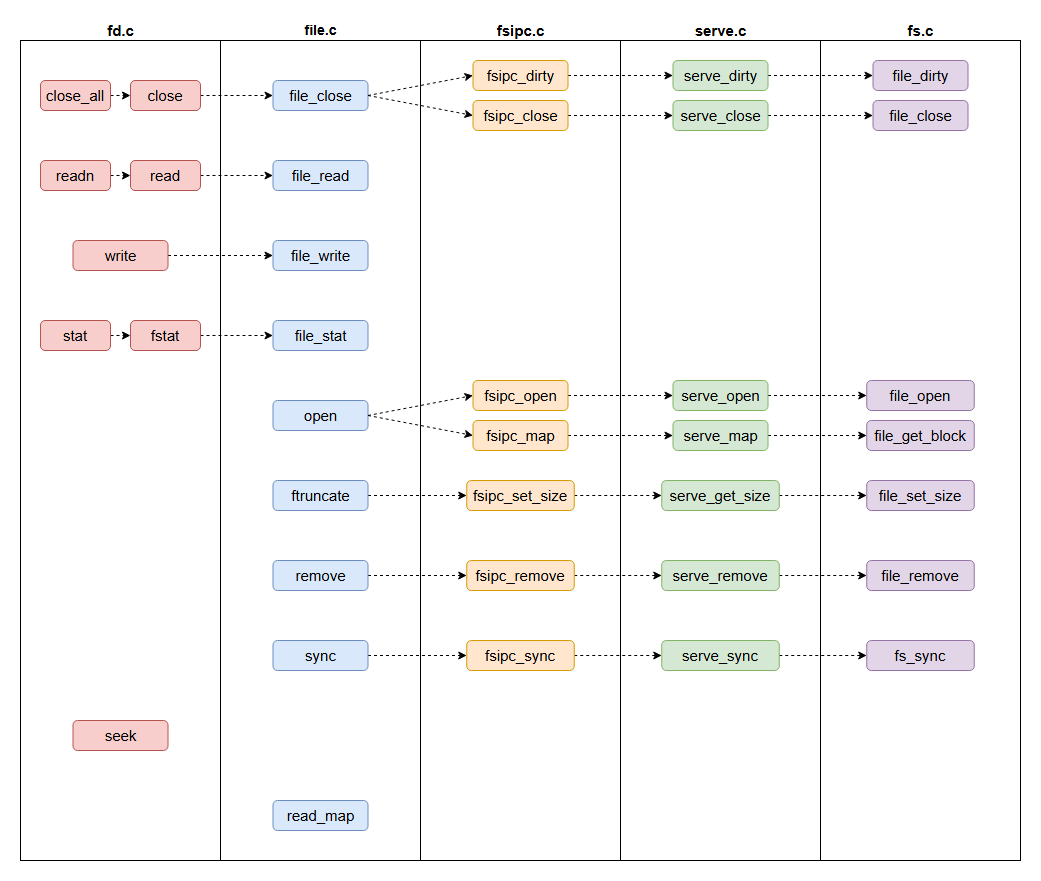 fd.c
file.c
fsipc.c
serve.c
fs.c
fsipc_dirty
serve_dirty
file_dirty
close_all
close
file_close
fsipc_close
serve_close
file_close
readn
read
file_read
write
file_write
stat
fstat
file_stat
fsipc_open
serve_open
file_open
open
fsipc_map
serve_map
file_get_block
ftruncate
fsipc_set_size
serve_get_size
file_set_size
remove
fsipc_remove
serve_remove
file_remove
sync
fsipc_sync
serve_sync
fs_sync
seek
read_map